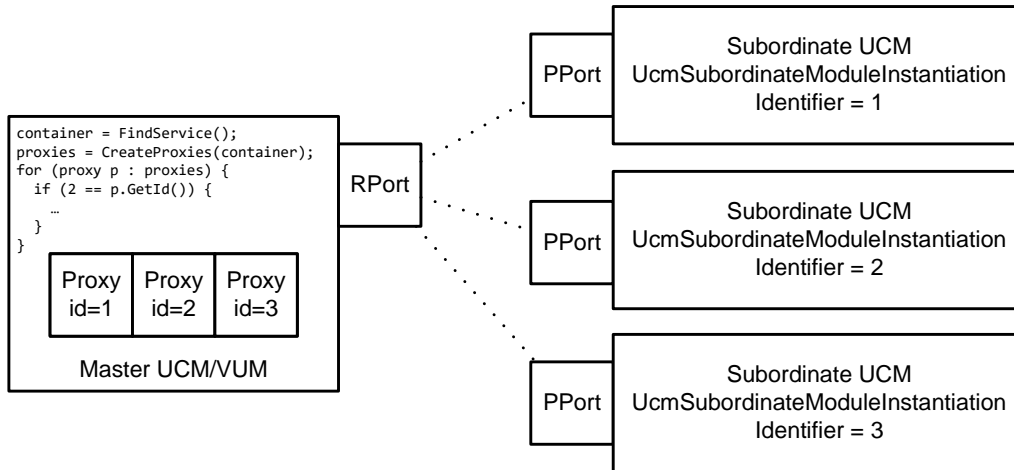 container = FindService();
proxies = CreateProxies(container);
for (proxy p : proxies) {
if (2 == p.GetId()) {
…
}
}
Proxy
id=1
Proxy
id=2
Proxy
id=3
Master UCM/VUM
RPort
PPort
Subordinate UCM
UcmSubordinateModuleInstantiation
Identifier = 1
PPort
Subordinate UCM
UcmSubordinateModuleInstantiation
Identifier = 2
PPort
Subordinate UCM
UcmSubordinateModuleInstantiation
Identifier = 3